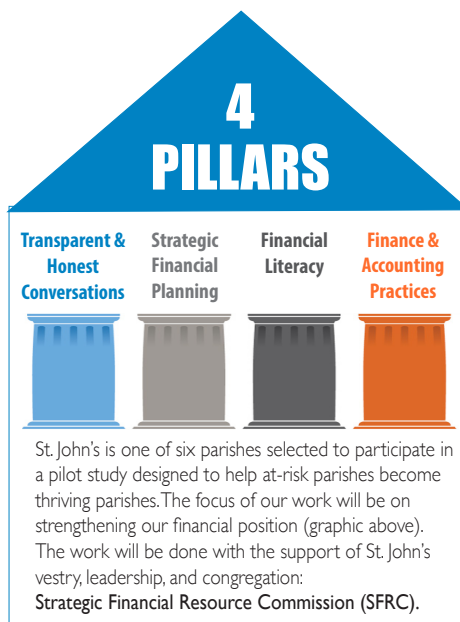 4
PILLARS
Transparent &
Honest
Conversations
Strategic
Financial
Planning
Financial
Literacy
Finance &
Accounting
Practices
St. John's is one of six parishes selected to participate in
a pilot study designed to help at-risk parishes become
thriving parishes. The focus of our work will be on
strengthening our financial position (graphic above).
The work will be done with the support of St. John's
vestry, leadership, and congregation:
Strategic Financial Resource Commission (SFRC).